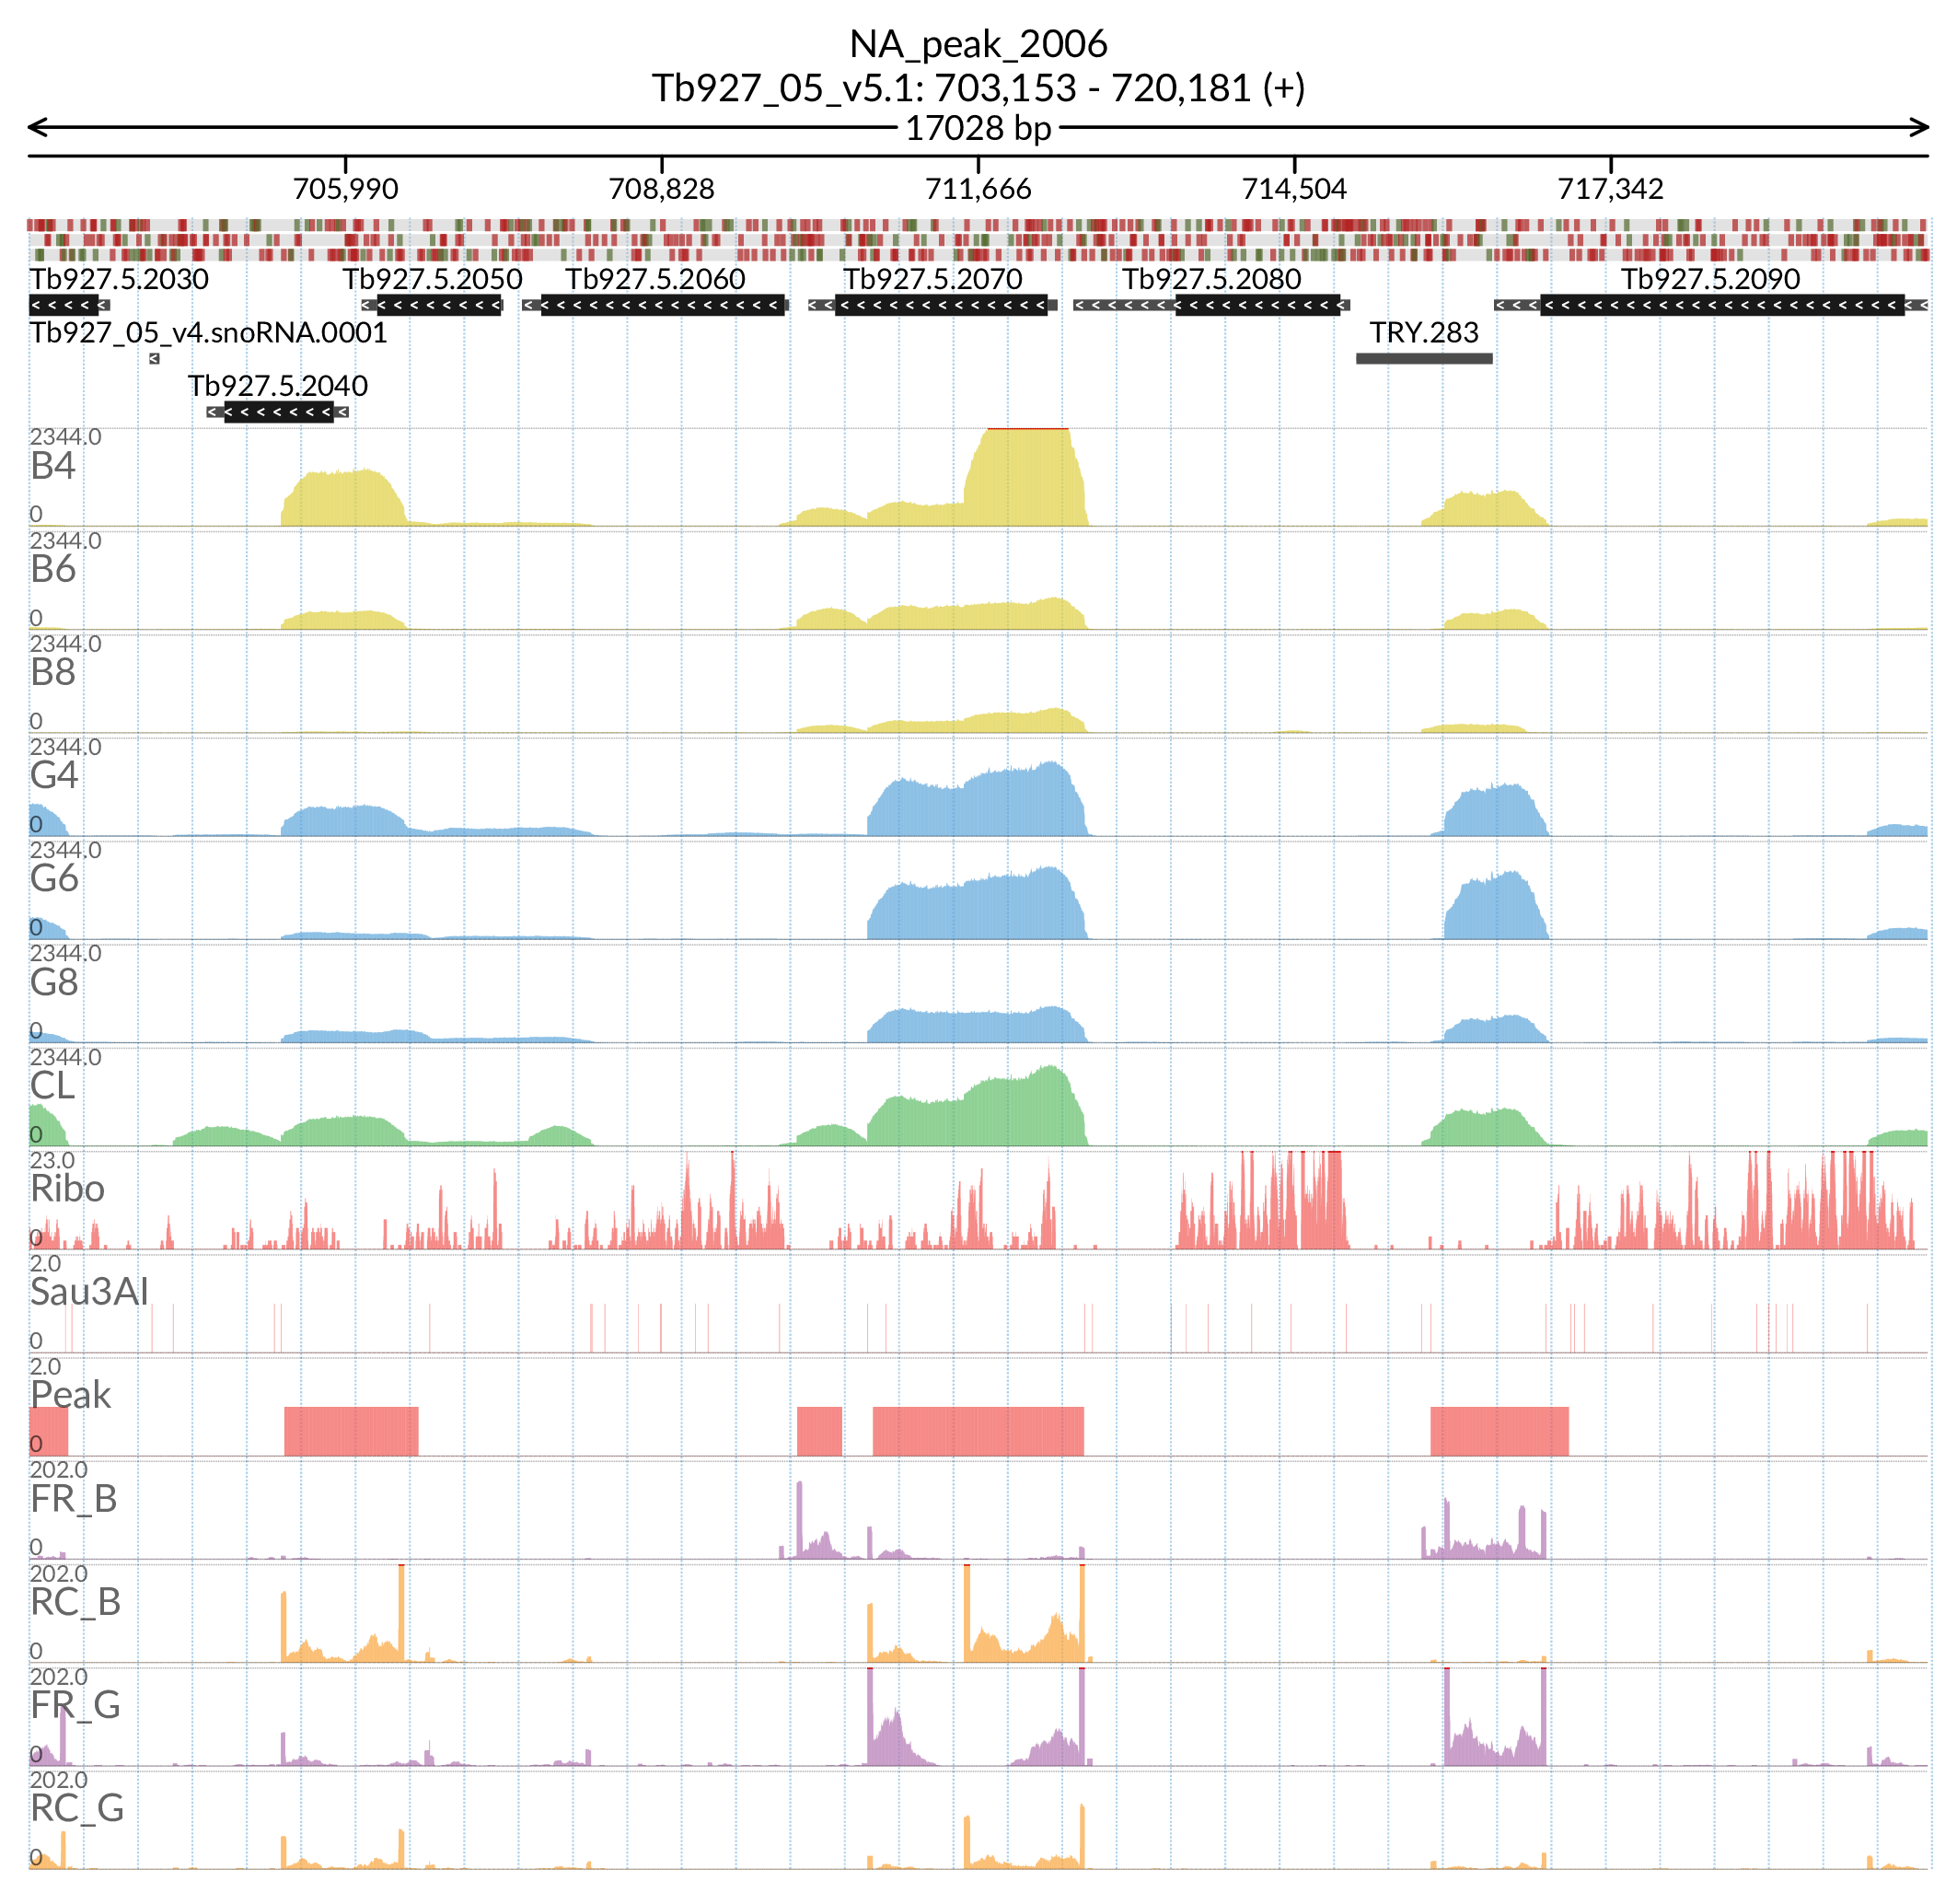 NA_peak_2006
Tb927_05_v5.1: 703,153 - 720,181 (+)
17028 bp
705,990 708,828 711,666 714,504 717,342
Tb927.5.2030 Tb927.5.2050 Tb927.5.2060 Tb927.5.2070 Tb927.5.2080 Tb927.5.2090
Tb927_05_v4.snoRNA.0001 TRY.283
Tb927.5.2040
2344.0
B4
0
2344.0
B6
0
2344.0
B8
0
2344.0
G4
0
2344.0
G6
0
2344.0
G8
0
2344.0
CL
0
23.0
Ribo
0
2.0
Sau3AI
0
2.0
Peak
0
202.0
FR_B
0
202.0
RC_B
0
202.0
FR_G
0
202.0
RC_G
0